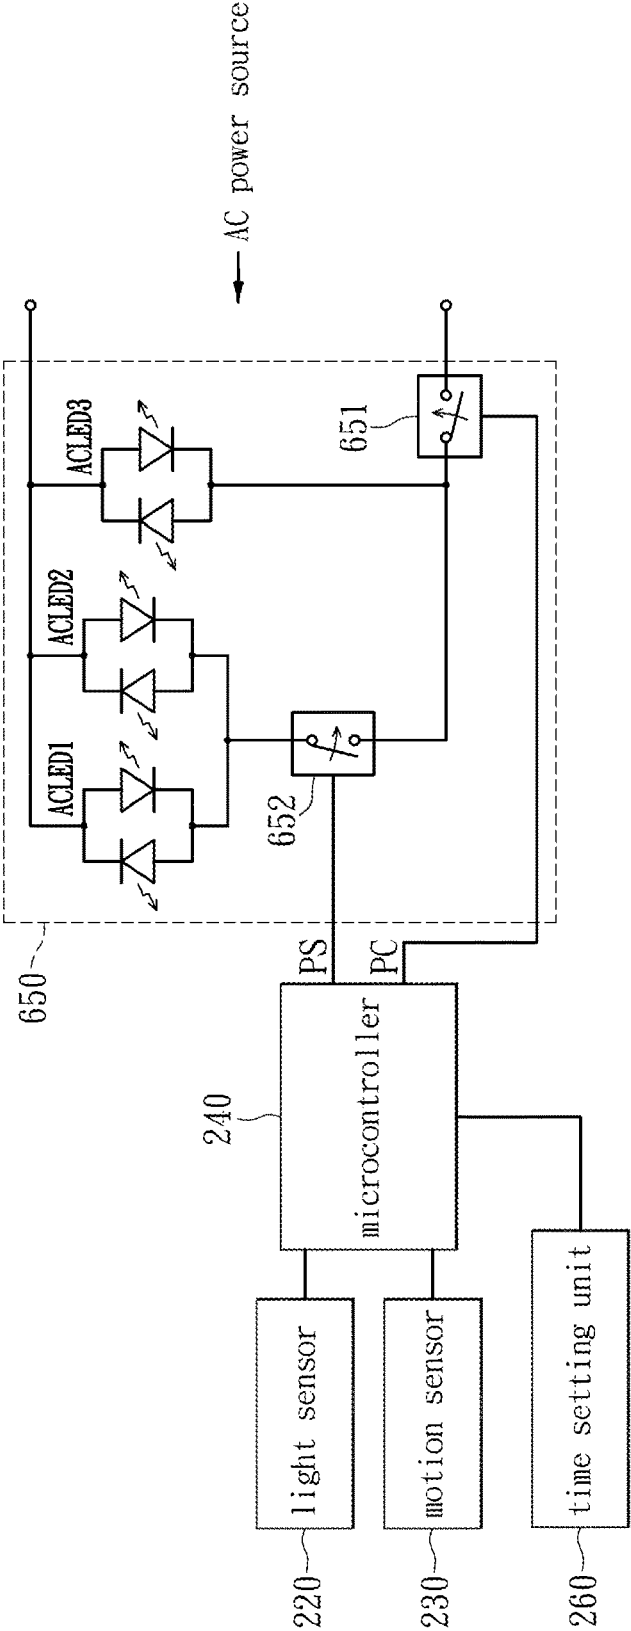 220
light sensor
230
motion sensor
260
time setting unit
240
microcontroller
PS
PC
650
ACLED1
ACLED2
ACLED3
652
651
AC power source